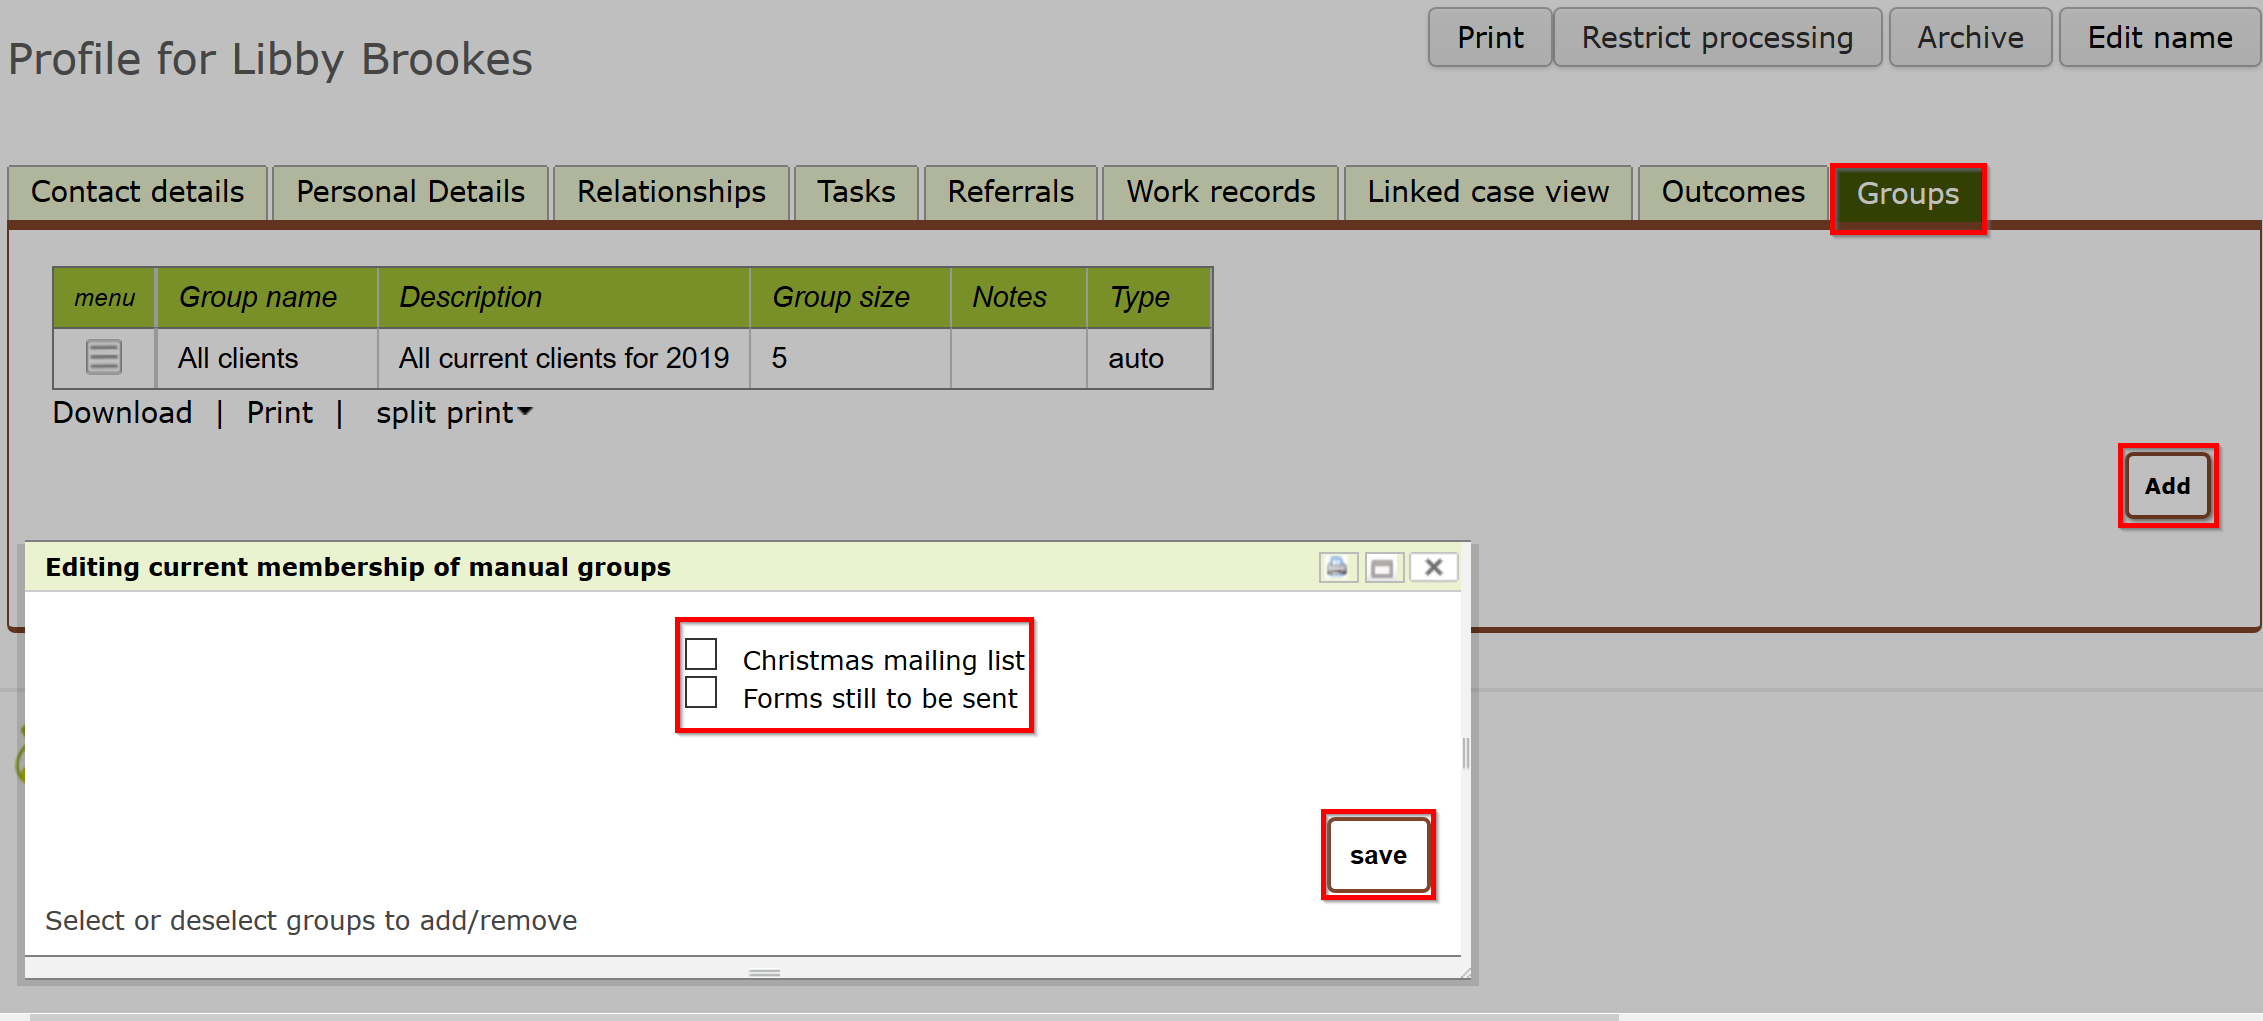 Print Restrict processing Archive Edit name
Profile for Libby Brookes
Contact details Personal Details Relationships Tasks Referrals Work records Linked case view Outcomes Groups
menu Group name Description Group size Notes Type
All clients All current clients for 2019 5 auto
Download | Print | split print
Add
Editing current membership of manual groups
Christmas mailing list
Forms still to be sent
save
Select or deselect groups to add/remove